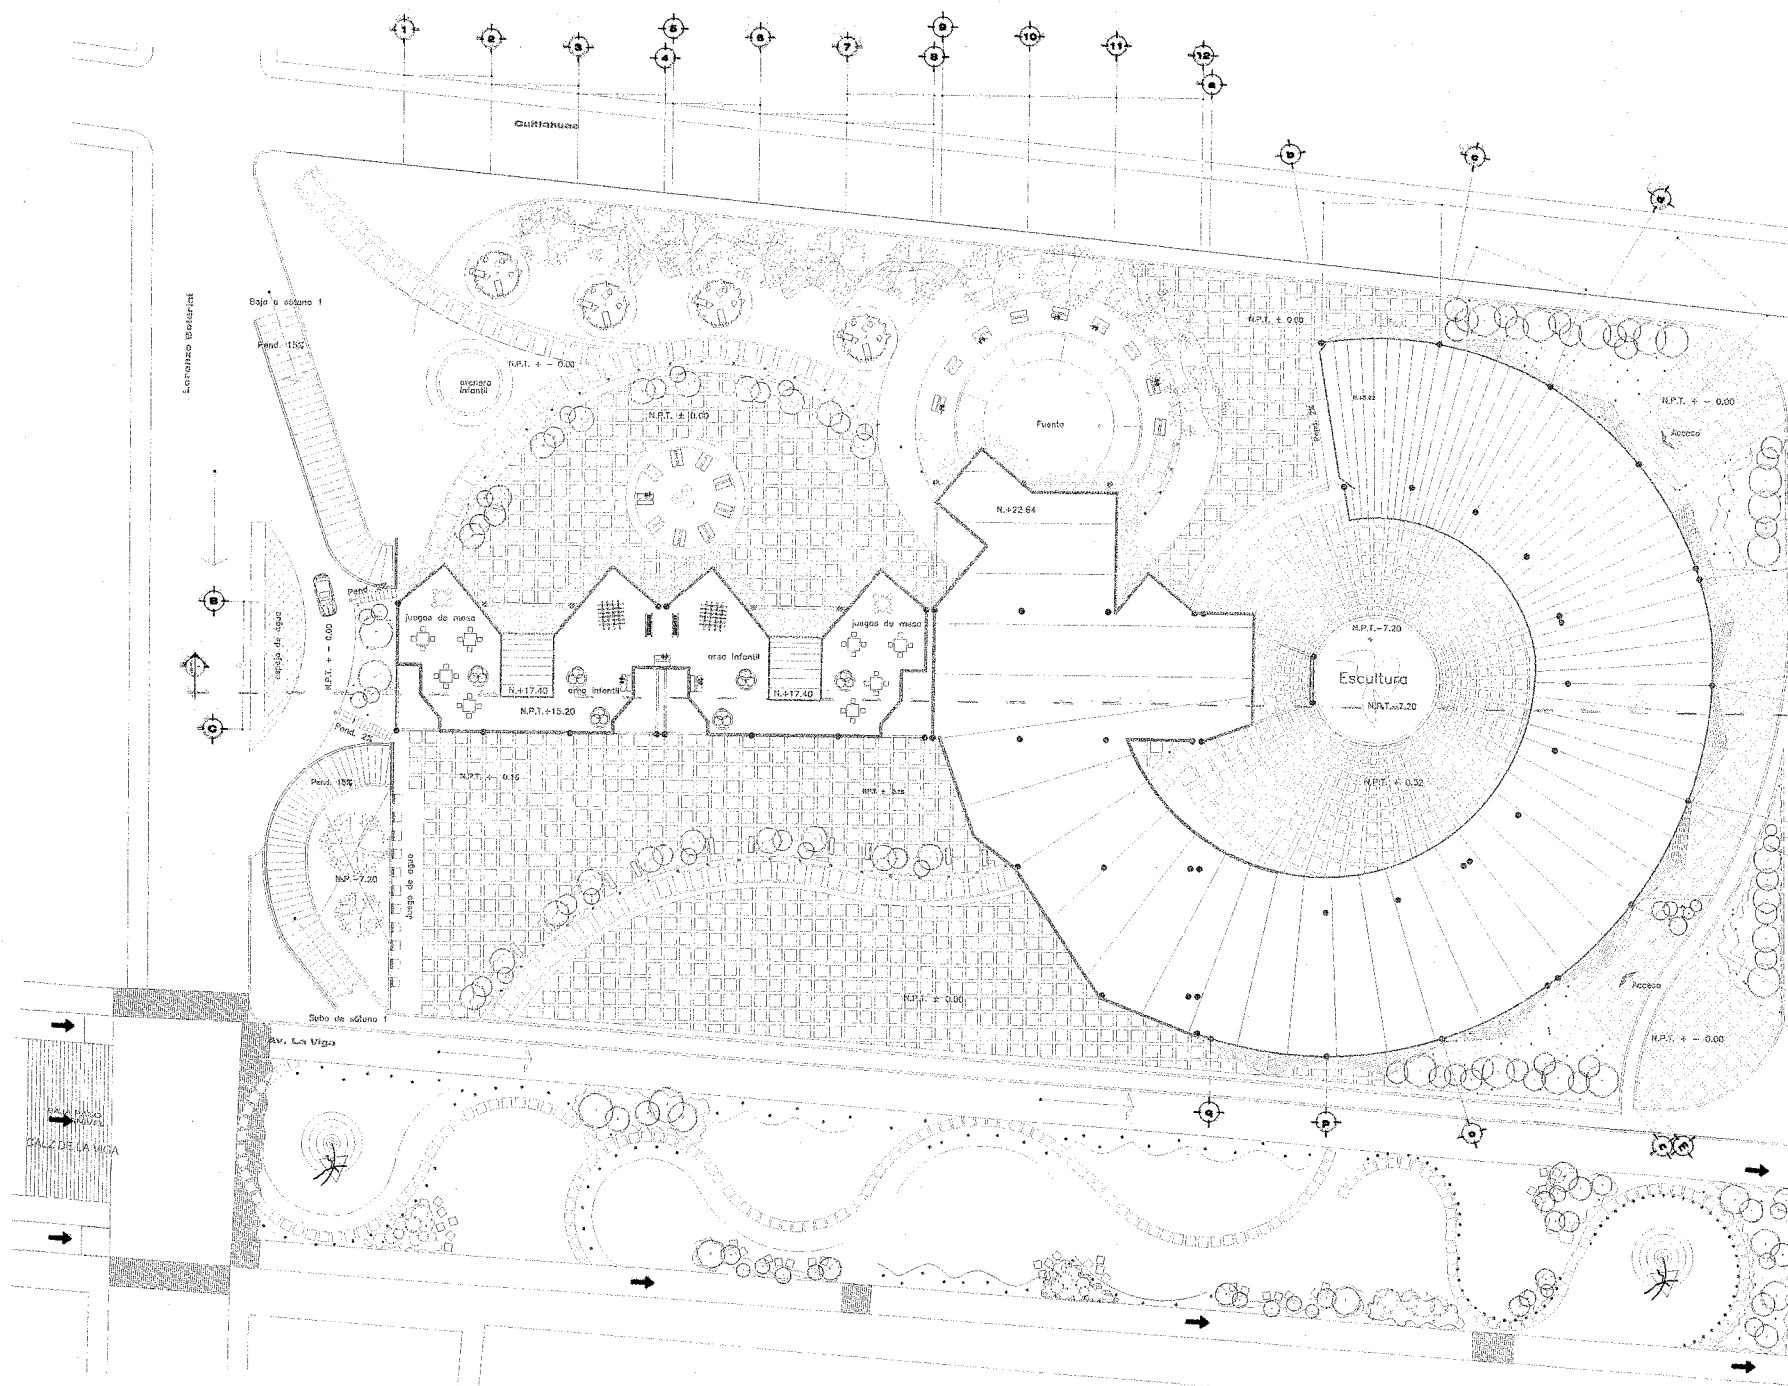 1
2
3
5
4
6
7
9
8
10
11
12
a
b
c
Cuitlahuac
Lorenzo Boturini
Baja a sótano 1
Pend. 15%
N.P.T. + - 0.00
arenero
infantil
N.P.T. ± 0.00
Fuente
N.P.T. ± 0.00
Pend. 2%
N.P.T. + - 0.00
Acceso
N.+22.64
B
C
espejo de agua
N.P.T. + - 0.00
juegos de mesa
juegos de mesa
area infantil
area infantil
N.+17.40
N.+17.40
N.P.T.+15.20
N.P.T.-7.20
Escultura
N.P.T.-7.20
Pend. 2%
Pend. 15%
N.P.T. + 0.32
N.P.-7.20
Juego de agua
N.P.T. ± 0.00
Acceso
N.P.T. + - 0.00
Sube de sótano 1
Av. La Viga
q
p
o
CALZ DE LA VIGA